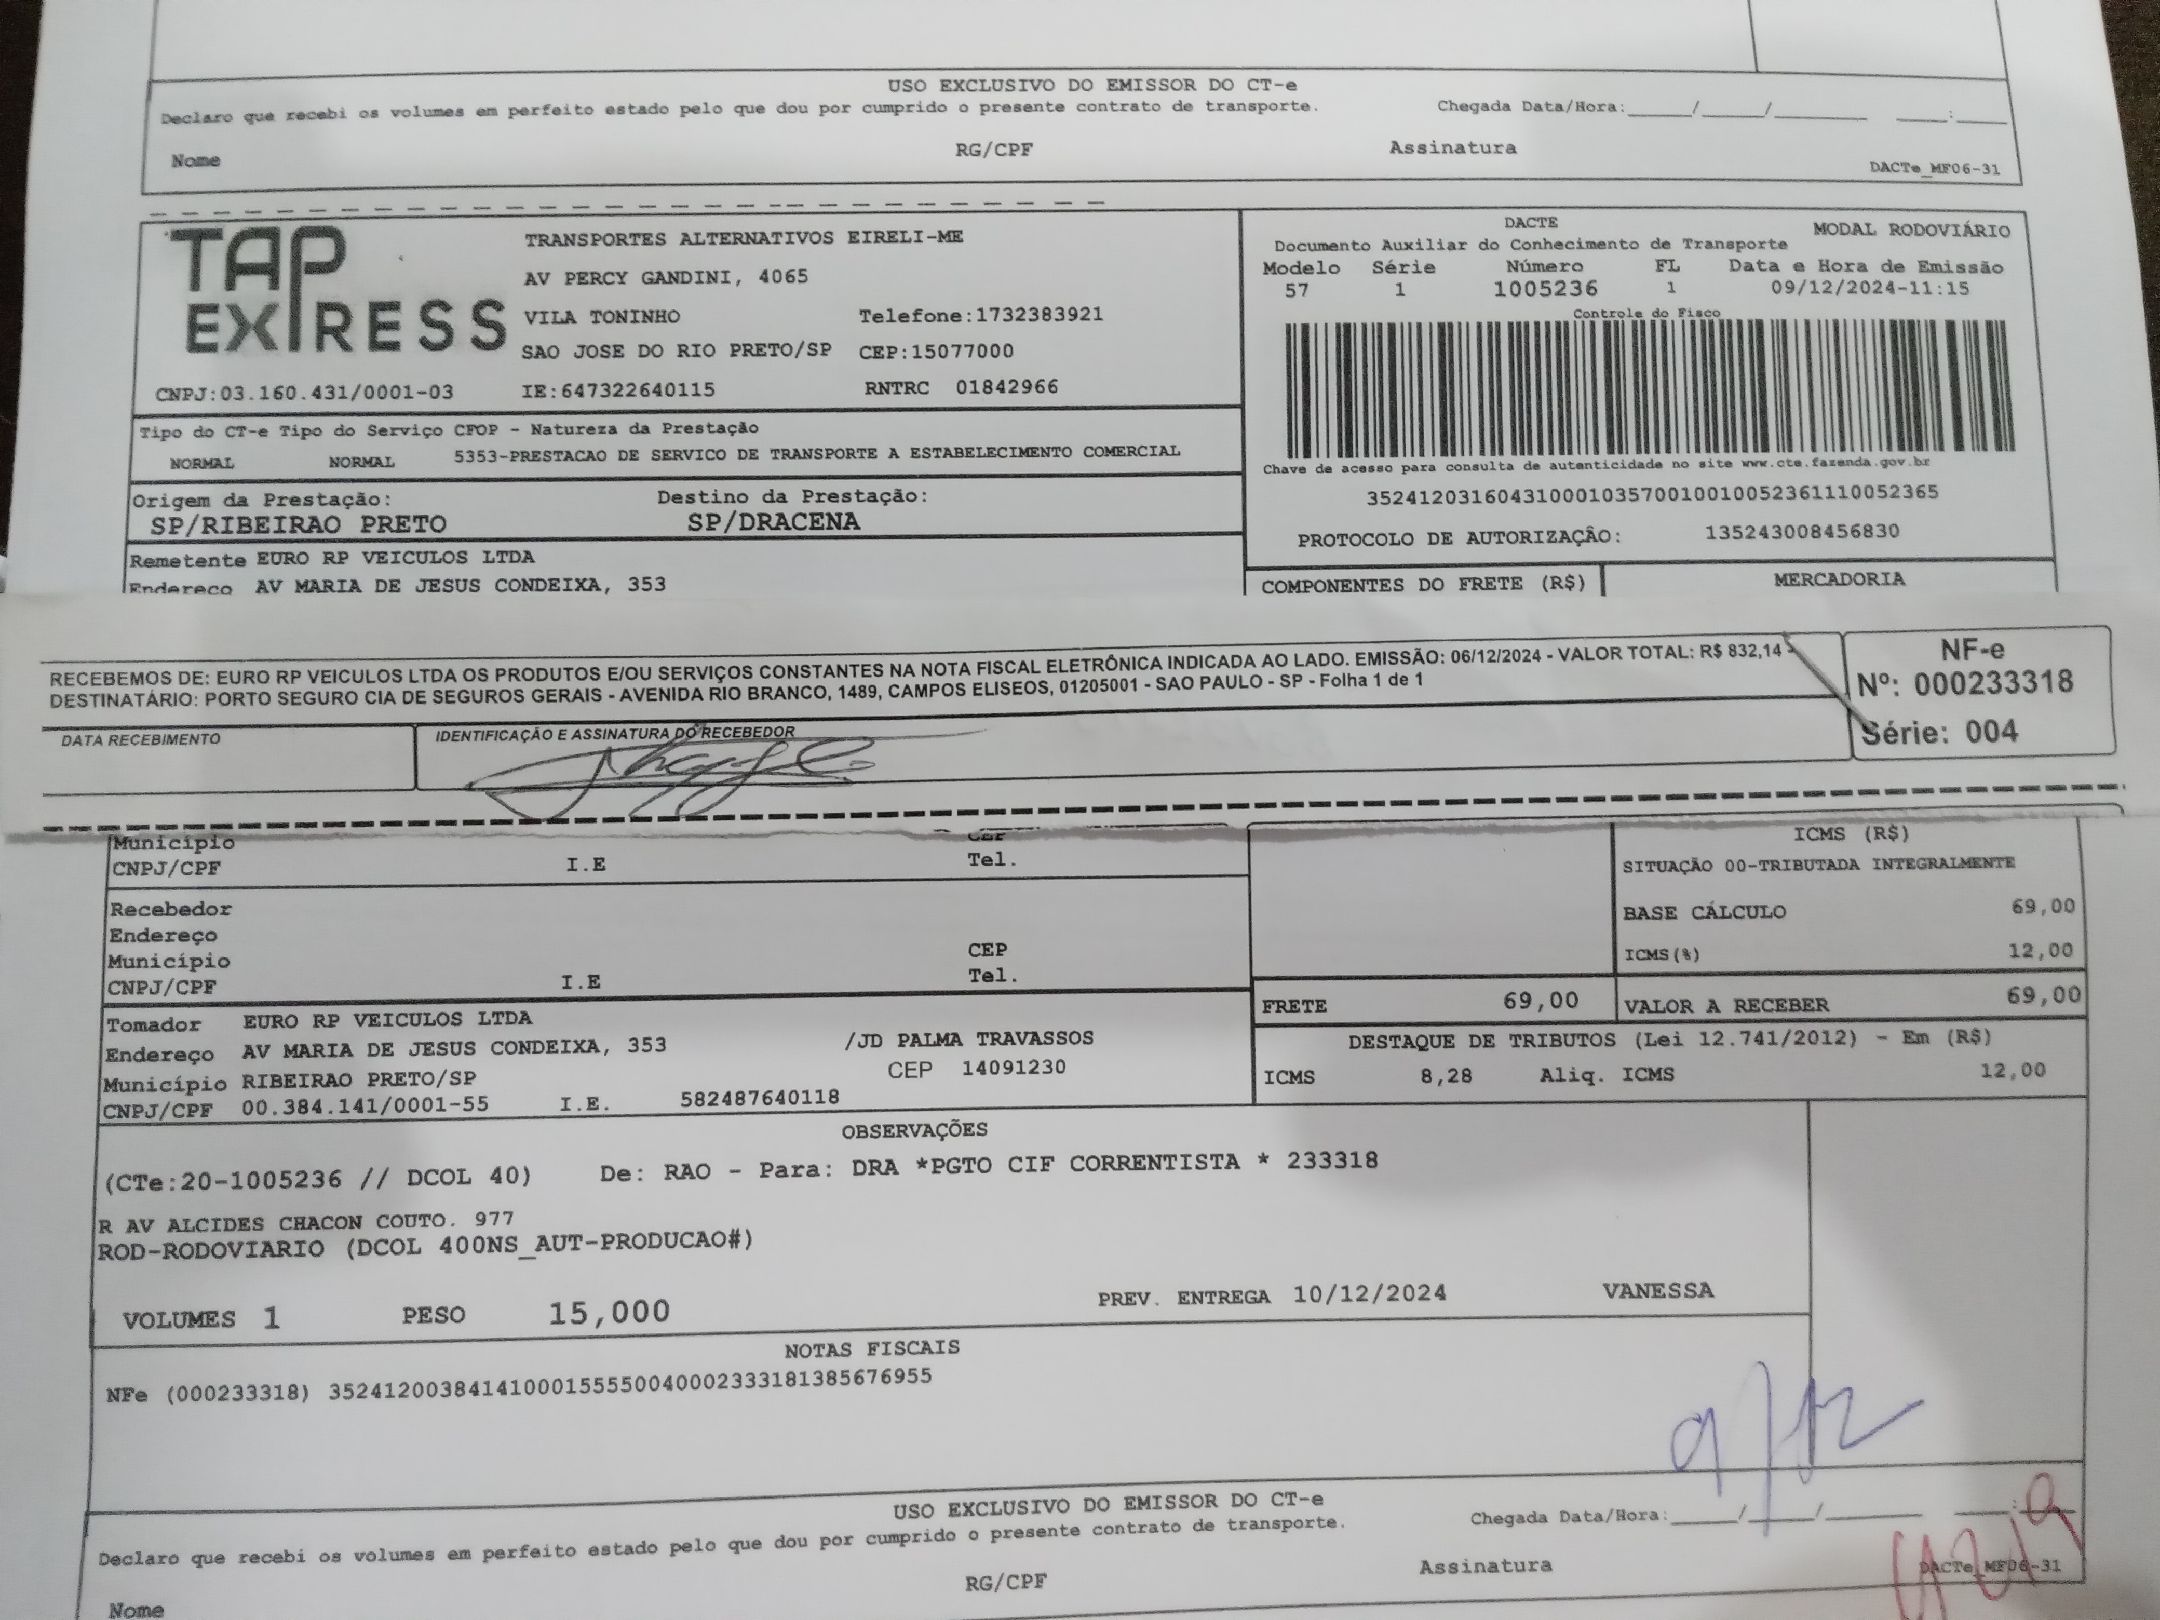 USO EXCLUSIVO DO EMISSOR DO CT-e
Declaro que recebi os volumes em perfeito estado pelo que dou por cumprido o presente contrato de transporte. Chegada Data/Hora:_____/_____/_______ ____:____
Nome RG/CPF Assinatura
DACTe_MF06-31
TAP EXPRESS
TRANSPORTES ALTERNATIVOS EIRELI-ME
AV PERCY GANDINI, 4065
VILA TONINHO Telefone:1732383921
SAO JOSE DO RIO PRETO/SP CEP:15077000
CNPJ:03.160.431/0001-03 IE:647322640115 RNTRC 01842966
DACTE MODAL RODOVIÁRIO
Documento Auxiliar do Conhecimento de Transporte
Modelo Série Número FL Data e Hora de Emissão
57 1 1005236 1 09/12/2024-11:15
Controle do Fisco
Chave de acesso para consulta de autenticidade no site www.cte.fazenda.gov.br
35241203160431000103570010010052361110052365
PROTOCOLO DE AUTORIZAÇÂO: 135243008456830
Tipo do CT-e Tipo do Serviço CFOP - Natureza da Prestação
NORMAL NORMAL 5353-PRESTACAO DE SERVICO DE TRANSPORTE A ESTABELECIMENTO COMERCIAL
Origem da Prestação: Destino da Prestação:
SP/RIBEIRAO PRETO SP/DRACENA
Remetente EURO RP VEICULOS LTDA
Endereço AV MARIA DE JESUS CONDEIXA, 353
COMPONENTES DO FRETE (R$) MERCADORIA
RECEBEMOS DE: EURO RP VEICULOS LTDA OS PRODUTOS E/OU SERVIÇOS CONSTANTES NA NOTA FISCAL ELETRÔNICA INDICADA AO LADO. EMISSÃO: 06/12/2024 - VALOR TOTAL: R$ 832,14 -
DESTINATÁRIO: PORTO SEGURO CIA DE SEGUROS GERAIS - AVENIDA RIO BRANCO, 1489, CAMPOS ELISEOS, 01205001 - SAO PAULO - SP - Folha 1 de 1
NF-e
Nº: 000233318
Série: 004
DATA RECEBIMENTO IDENTIFICAÇÃO E ASSINATURA DO RECEBEDOR
Município CEP
CNPJ/CPF I.E Tel.
ICMS (R$)
SITUAÇÃO 00-TRIBUTADA INTEGRALMENTE
BASE CÁLCULO 69,00
ICMS(%) 12,00
Recebedor
Endereço
Município CEP
CNPJ/CPF I.E Tel.
FRETE 69,00 VALOR A RECEBER 69,00
Tomador EURO RP VEICULOS LTDA
Endereço AV MARIA DE JESUS CONDEIXA, 353 /JD PALMA TRAVASSOS
Município RIBEIRAO PRETO/SP CEP 14091230
CNPJ/CPF 00.384.141/0001-55 I.E. 582487640118
DESTAQUE DE TRIBUTOS (Lei 12.741/2012) - Em (R$)
ICMS 8,28 Aliq. ICMS 12,00
OBSERVAÇÕES
(CTe:20-1005236 // DCOL 40) De: RAO - Para: DRA *PGTO CIF CORRENTISTA * 233318
R AV ALCIDES CHACON COUTO. 977
ROD-RODOVIARIO (DCOL 400NS_AUT-PRODUCAO#)
VOLUMES 1 PESO 15,000 PREV. ENTREGA 10/12/2024 VANESSA
NOTAS FISCAIS
NFe (000233318) 35241200384141000155550040002333181385676955
9/12
USO EXCLUSIVO DO EMISSOR DO CT-e
Declaro que recebi os volumes em perfeito estado pelo que dou por cumprido o presente contrato de transporte. Chegada Data/Hora:_____/_____/_______ ____:____
Nome RG/CPF Assinatura
DACTe_MF06-31